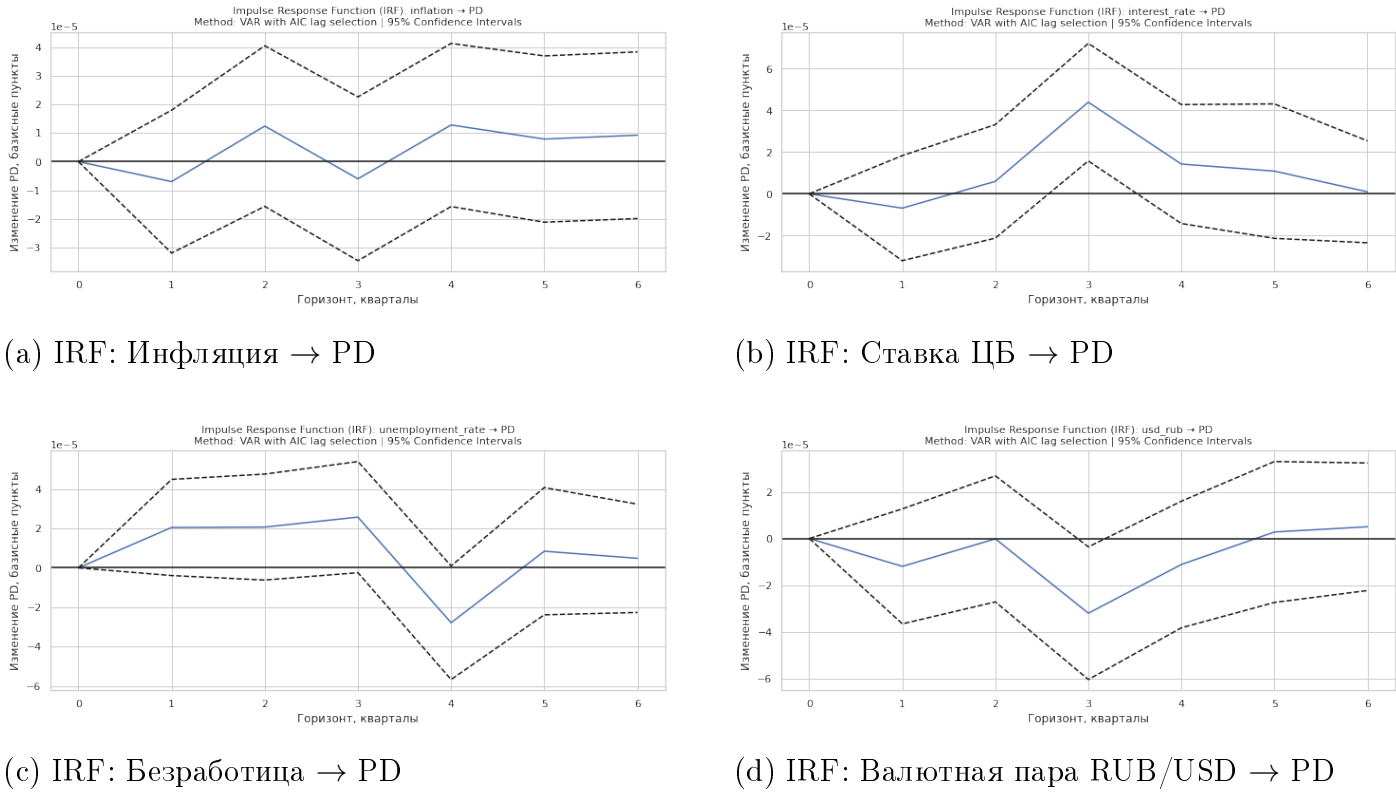 Impulse Response Function (IRF): inflation → PD
Method: VAR with AIC lag selection | 95% Confidence Intervals
1e−5
4
3
2
1
0
−1
−2
−3
Изменение PD, базисные пункты
0 1 2 3 4 5 6
Горизонт, кварталы
(a) IRF: Инфляция → PD
Impulse Response Function (IRF): interest_rate → PD
Method: VAR with AIC lag selection | 95% Confidence Intervals
1e−5
6
4
2
0
−2
Изменение PD, базисные пункты
0 1 2 3 4 5 6
Горизонт, кварталы
(b) IRF: Ставка ЦБ → PD
Impulse Response Function (IRF): unemployment_rate → PD
Method: VAR with AIC lag selection | 95% Confidence Intervals
1e−5
4
2
0
−2
−4
−6
Изменение PD, базисные пункты
0 1 2 3 4 5 6
Горизонт, кварталы
(c) IRF: Безработица → PD
Impulse Response Function (IRF): usd_rub → PD
Method: VAR with AIC lag selection | 95% Confidence Intervals
1e−5
2
0
−2
−4
−6
Изменение PD, базисные пункты
0 1 2 3 4 5 6
Горизонт, кварталы
(d) IRF: Валютная пара RUB/USD → PD